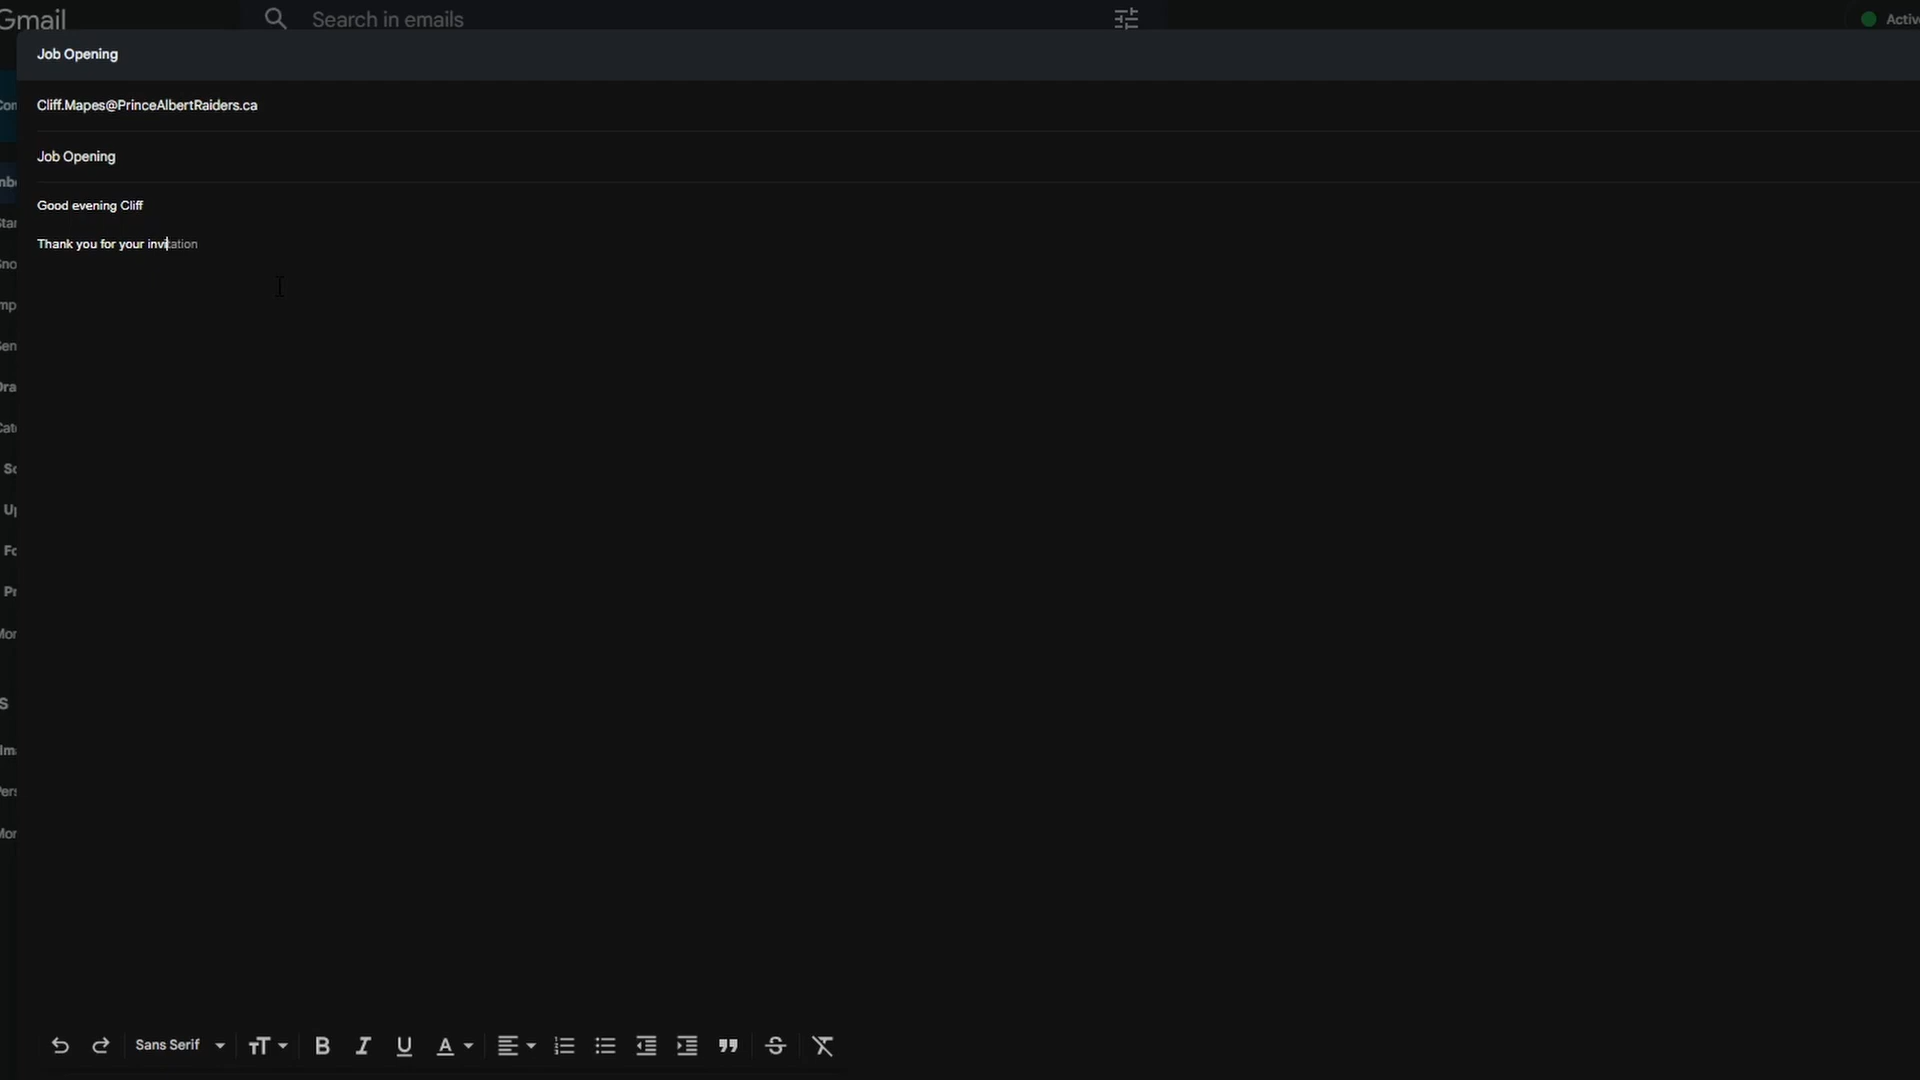 Gmail
Search in emails
Active
Job Opening
Cliff.Mapes@PrinceAlbertRaiders.ca
Job Opening
Good evening Cliff
Thank you for your invitation
Sans Serif